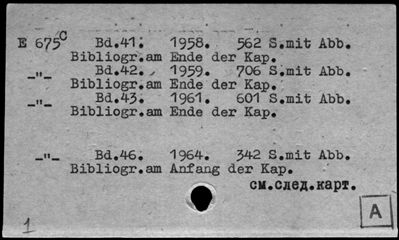 E 675C Bd.41. 1958. 562 S.mit Abb.
Bibliogr.am Ende der Kap.
_"_ Bd.42. 1959. 706 S.mit Abb.
Bibliogr.am Ende der Kap.
_"_ Bd.43. 1961. 601 S.mit Abb.
Bibliogr.am Ende der Kap.
_"_ Bd.46. 1964. 342 S.mit Abb.
Bibliogr.am Anfang der Kap.
см.след.карт.
1
A